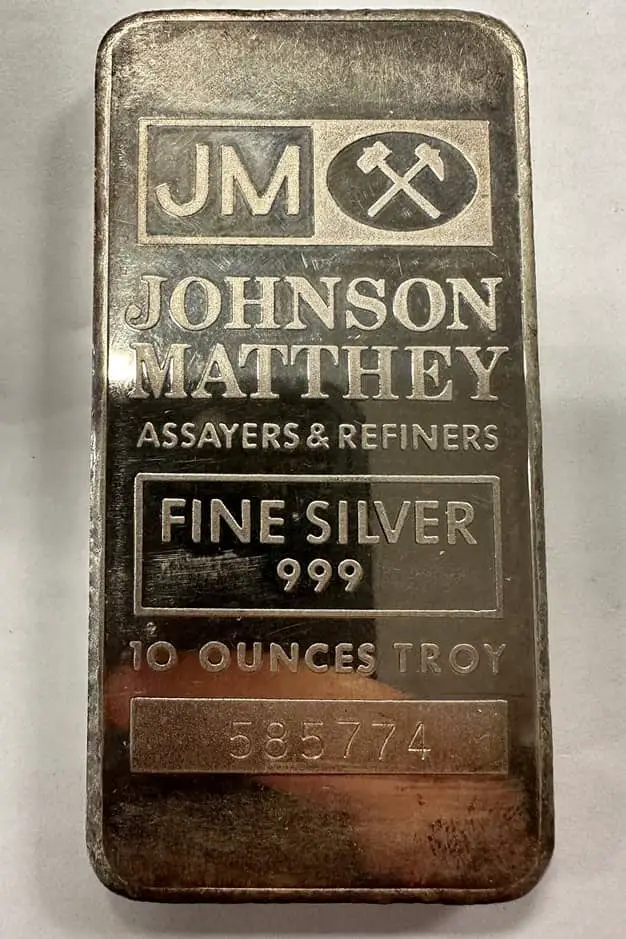 JM
JOHNSON
MATTHEY
ASSAYERS & REFINERS
FINE SILVER
999
10 OUNCES TROY
585774